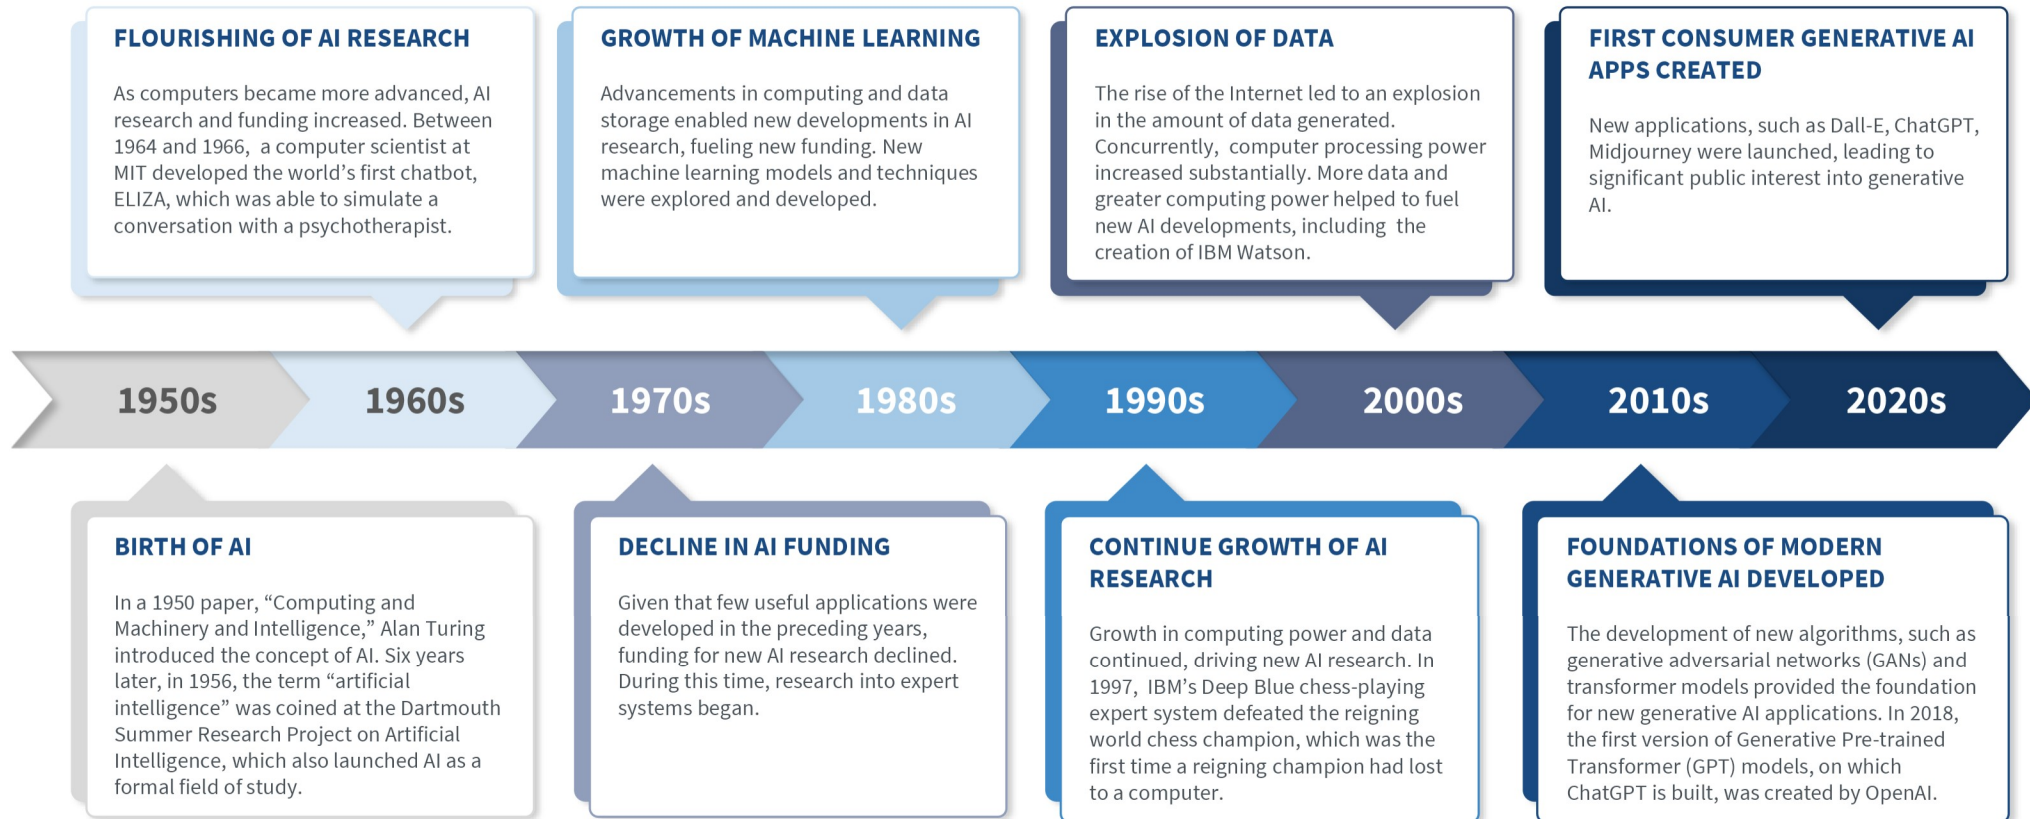 FLOURISHING OF AI RESEARCH
As computers became more advanced, AI
research and funding increased. Between
1964 and 1966, a computer scientist at
MIT developed the world's first chatbot,
ELIZA, which was able to simulate a
conversation with a psychotherapist.
GROWTH OF MACHINE LEARNING
Advancements in computing and data
storage enabled new developments in AI
research, fueling new funding. New
machine learning models and techniques
were explored and developed.
EXPLOSION OF DATA
The rise of the Internet led to an explosion
in the amount of data generated.
Concurrently, computer processing power
increased substantially. More data and
greater computing power helped to fuel
new AI developments, including the
creation of IBM Watson.
FIRST CONSUMER GENERATIVE AI
APPS CREATED
New applications, such as Dall-E, ChatGPT,
Midjourney were launched, leading to
significant public interest into generative
AI.
1950s
1960s
1970s
1980s
1990s
2000s
2010s
2020s
BIRTH OF AI
In a 1950 paper, “Computing and
Machinery and Intelligence,” Alan Turing
introduced the concept of AI. Six years
later, in 1956, the term “artificial
intelligence” was coined at the Dartmouth
Summer Research Project on Artificial
Intelligence, which also launched AI as a
formal field of study.
DECLINE IN AI FUNDING
Given that few useful applications were
developed in the preceding years,
funding for new AI research declined.
During this time, research into expert
systems began.
CONTINUE GROWTH OF AI
RESEARCH
Growth in computing power and data
continued, driving new AI research. In
1997, IBM's Deep Blue chess-playing
expert system defeated the reigning
world chess champion, which was the
first time a reigning champion had lost
to a computer.
FOUNDATIONS OF MODERN
GENERATIVE AI DEVELOPED
The development of new algorithms, such as
generative adversarial networks (GANs) and
transformer models provided the foundation
for new generative AI applications. In 2018,
the first version of Generative Pre-trained
Transformer (GPT) models, on which
ChatGPT is built, was created by OpenAI.